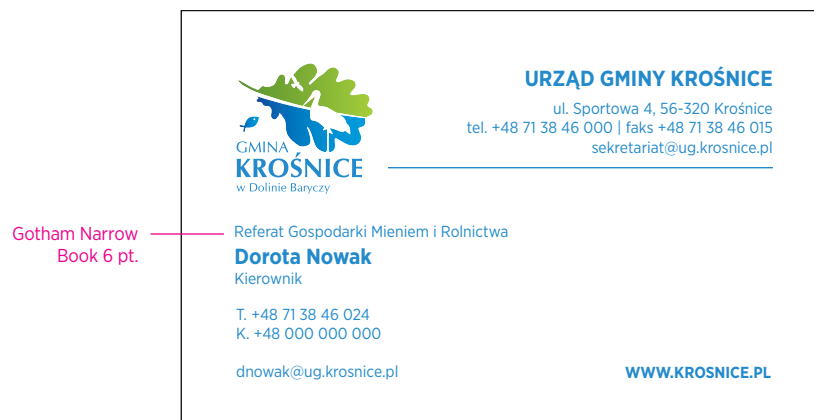 GMINA
KROŚNICE
w Dolinie Baryczy
URZĄD GMINY KROŚNICE
ul. Sportowa 4, 56-320 Krośnice
tel. +48 71 38 46 000 | faks +48 71 38 46 015
sekretariat@ug.krosnice.pl
Gotham Narrow
Book 6 pt.
Referat Gospodarki Mieniem i Rolnictwa
Dorota Nowak
Kierownik
T. +48 71 38 46 024
K. +48 000 000 000
dnowak@ug.krosnice.pl
WWW.KROSNICE.PL